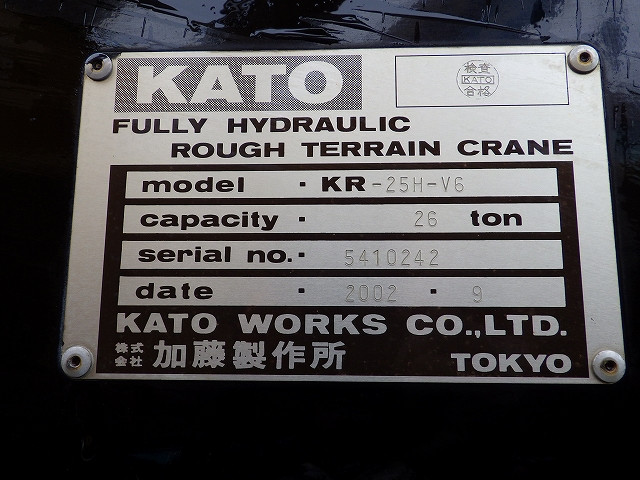 KATO
検査
KATO
合格
FULLY HYDRAULIC
ROUGH TERRAIN CRANE
model · KR-25H-V6
capacity · 26 ton
serial no. · 5410242
date · 2002 · 9
KATO WORKS CO.,LTD.
株式会社 加藤製作所 TOKYO